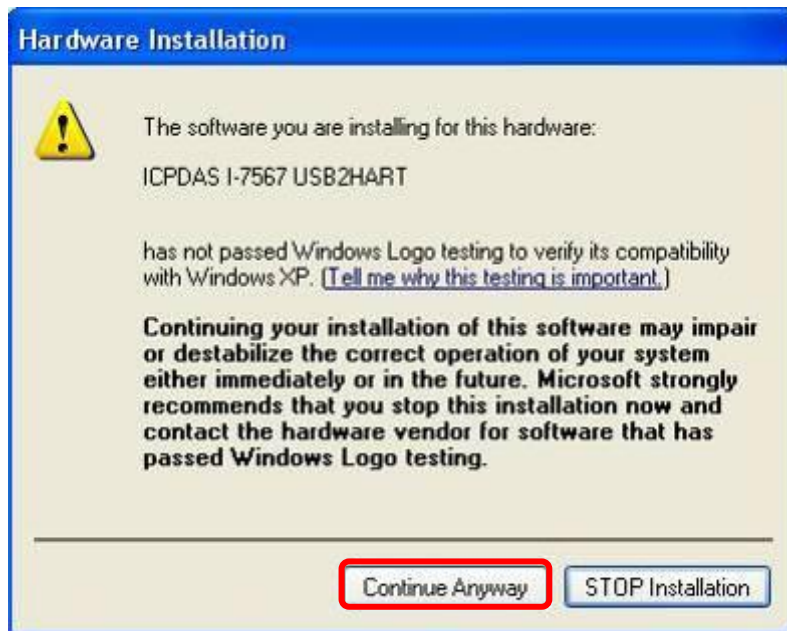 Hardware Installation
The software you are installing for this hardware:
ICPDAS I-7567 USB2HART
has not passed Windows Logo testing to verify its compatibility
with Windows XP. (Tell me why this testing is important.)
Continuing your installation of this software may impair
or destabilize the correct operation of your system
either immediately or in the future. Microsoft strongly
recommends that you stop this installation now and
contact the hardware vendor for software that has
passed Windows Logo testing.
Continue Anyway STOP Installation